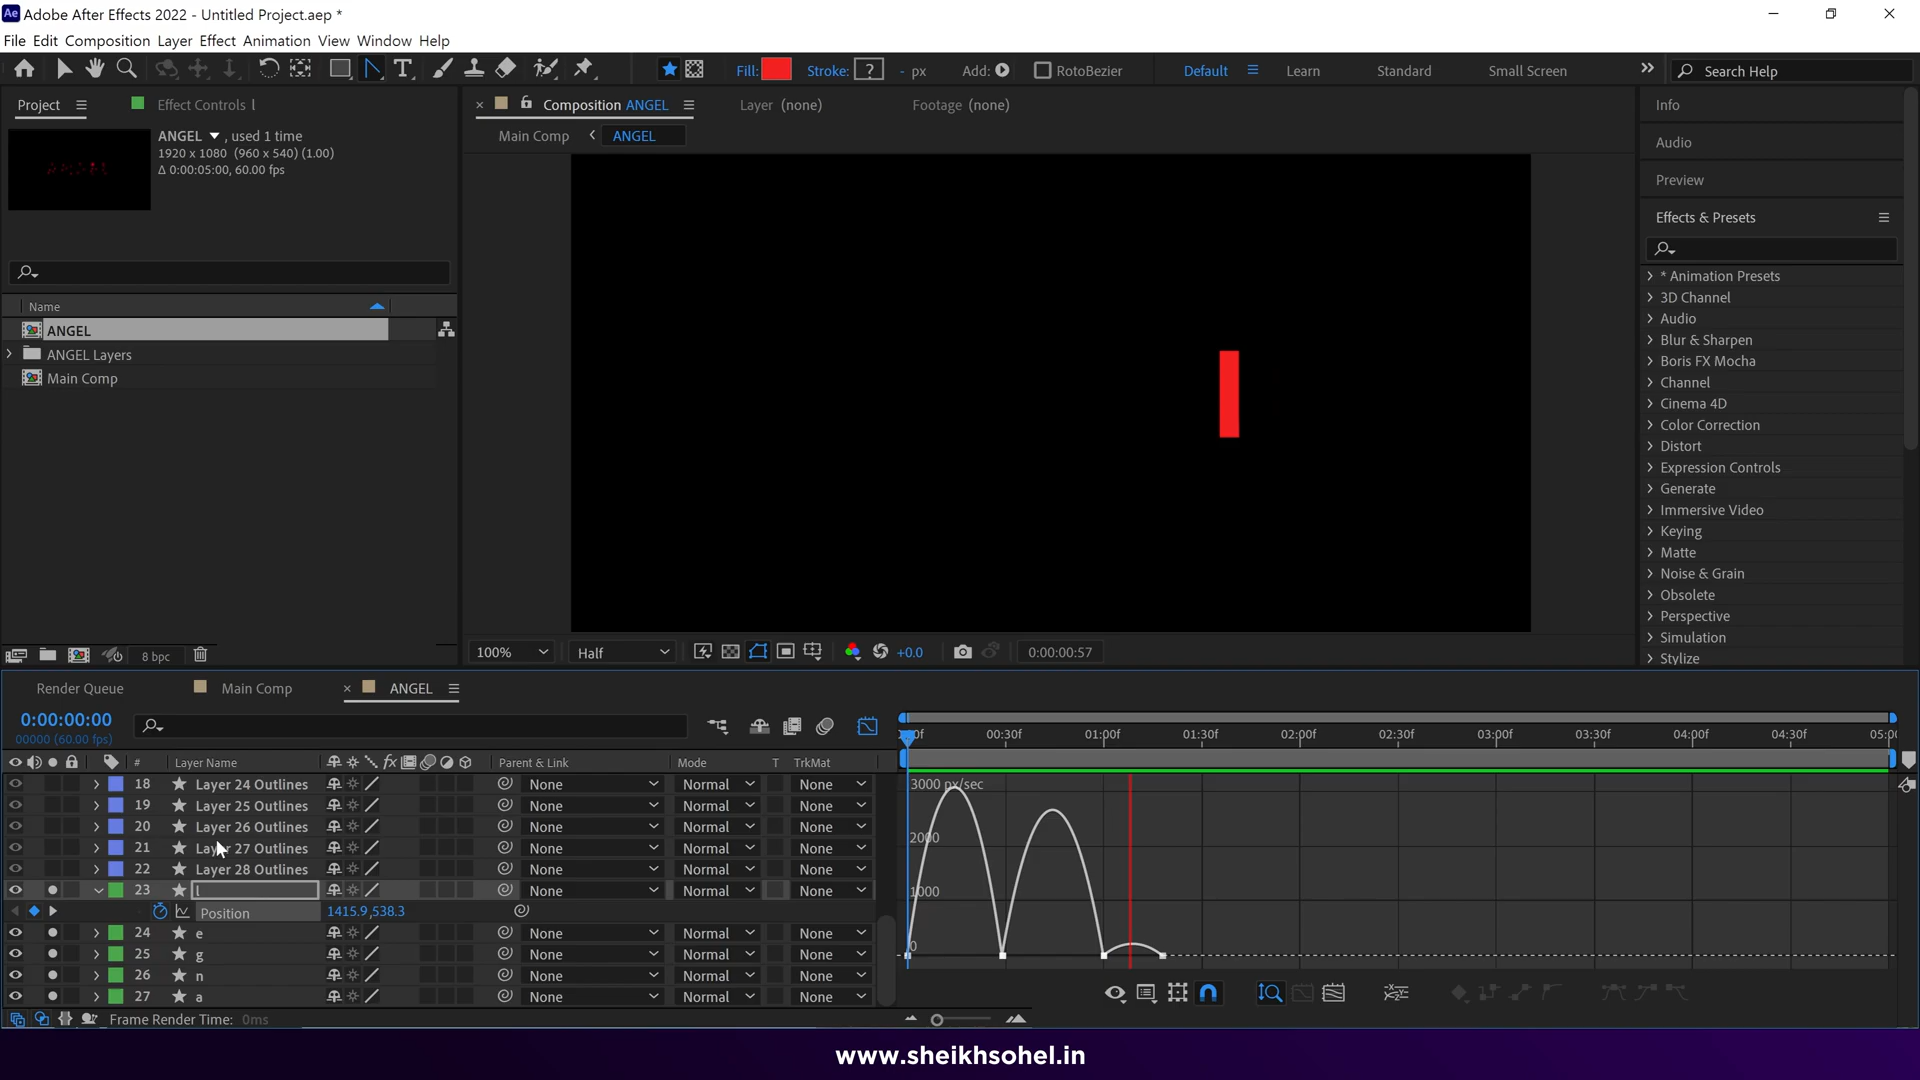 Adobe After Effects 2022 - Untitled Project.aep *
File Edit Composition Layer Effect Animation View Window Help
Fill: Stroke: ? - px Add: RotoBezier Default Learn Standard Small Screen Search Help
Project Effect Controls l
ANGEL , used 1 time
1920 x 1080 (960 x 540) (1.00)
Δ 0:00:05:00, 60.00 fps
Name
ANGEL
ANGEL Layers
Main Comp
8 bpc
Composition ANGEL Layer (none) Footage (none)
Main Comp ANGEL
100% Half +0.0 0:00:00:57
Info
Audio
Preview
Effects & Presets
* Animation Presets
3D Channel
Audio
Blur & Sharpen
Boris FX Mocha
Channel
Cinema 4D
Color Correction
Distort
Expression Controls
Generate
Immersive Video
Keying
Matte
Noise & Grain
Obsolete
Perspective
Simulation
Stylize
Render Queue Main Comp ANGEL
0:00:00:00
00000 (60.00 fps)
# Layer Name fx Parent & Link Mode T TrkMat
18 Layer 24 Outlines None Normal None
19 Layer 25 Outlines None Normal None
20 Layer 26 Outlines None Normal None
21 Layer 27 Outlines None Normal None
22 Layer 28 Outlines None Normal None
23 l None Normal None
Position 1415.9,538.3
24 e None Normal None
25 g None Normal None
26 n None Normal None
27 a None Normal None
Frame Render Time: 0ms
00:30f 01:00f 01:30f 02:00f 02:30f 03:00f 03:30f 04:00f 04:30f
3000 px/sec
2000
1000
0
www.sheikhsohel.in